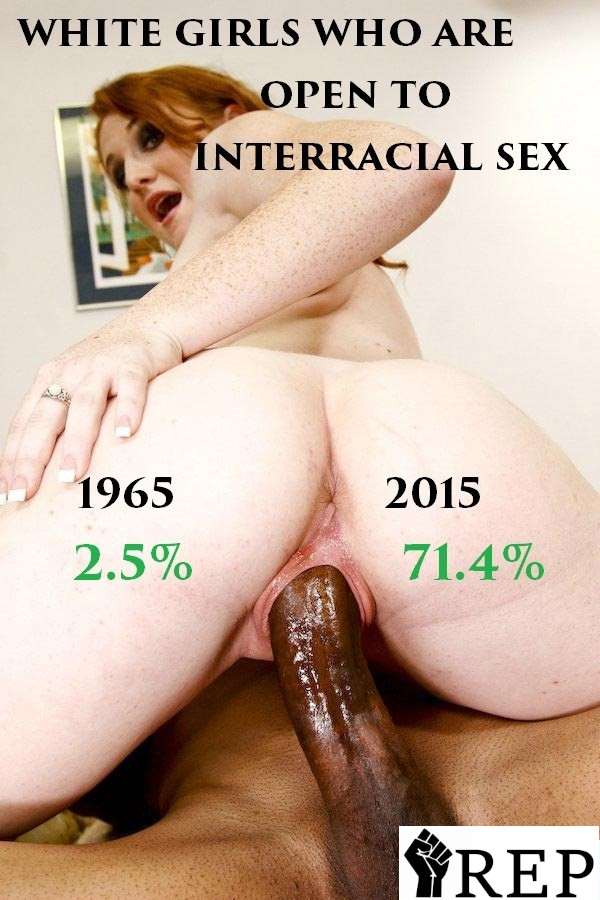 WHITE GIRLS WHO ARE
OPEN TO
INTERRACIAL SEX
1965 2015
2.5% 71.4%
REP